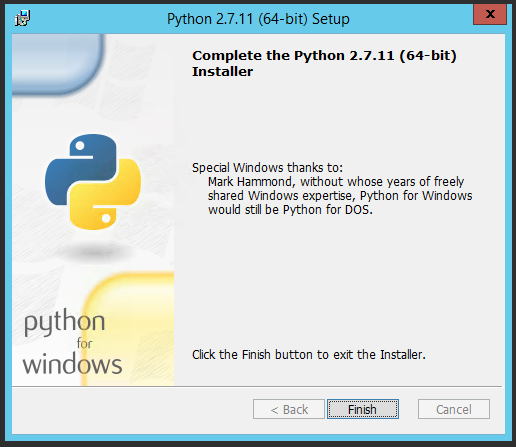 Python 2.7.11 (64-bit) Setup
x
Complete the Python 2.7.11 (64-bit)
Installer
Special Windows thanks to:
Mark Hammond, without whose years of freely
shared Windows expertise, Python for Windows
would still be Python for DOS.
python
for
windows
Click the Finish button to exit the Installer.
< Back
Finish
Cancel